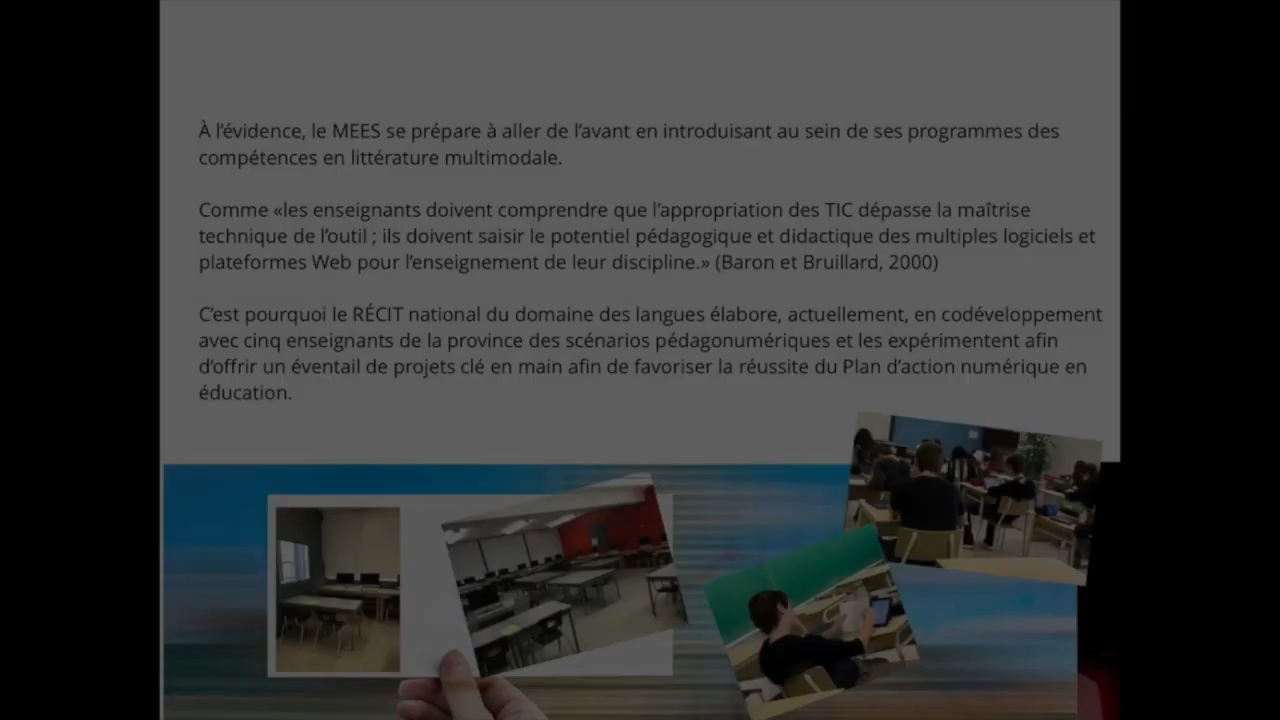 À l'évidence, le MEES se prépare à aller de l'avant en introduisant au sein de ses programmes des
compétences en littérature multimodale.
Comme «les enseignants doivent comprendre que l'appropriation des TIC dépasse la maîtrise
technique de l'outil ; ils doivent saisir le potentiel pédagogique et didactique des multiples logiciels et
plateformes Web pour l'enseignement de leur discipline.» (Baron et Bruillard, 2000)
C'est pourquoi le RÉCIT national du domaine des langues élabore, actuellement, en codéveloppement
avec cinq enseignants de la province des scénarios pédagonumériques et les expérimentent afin
d'offrir un éventail de projets clé en main afin de favoriser la réussite du Plan d'action numérique en
éducation.